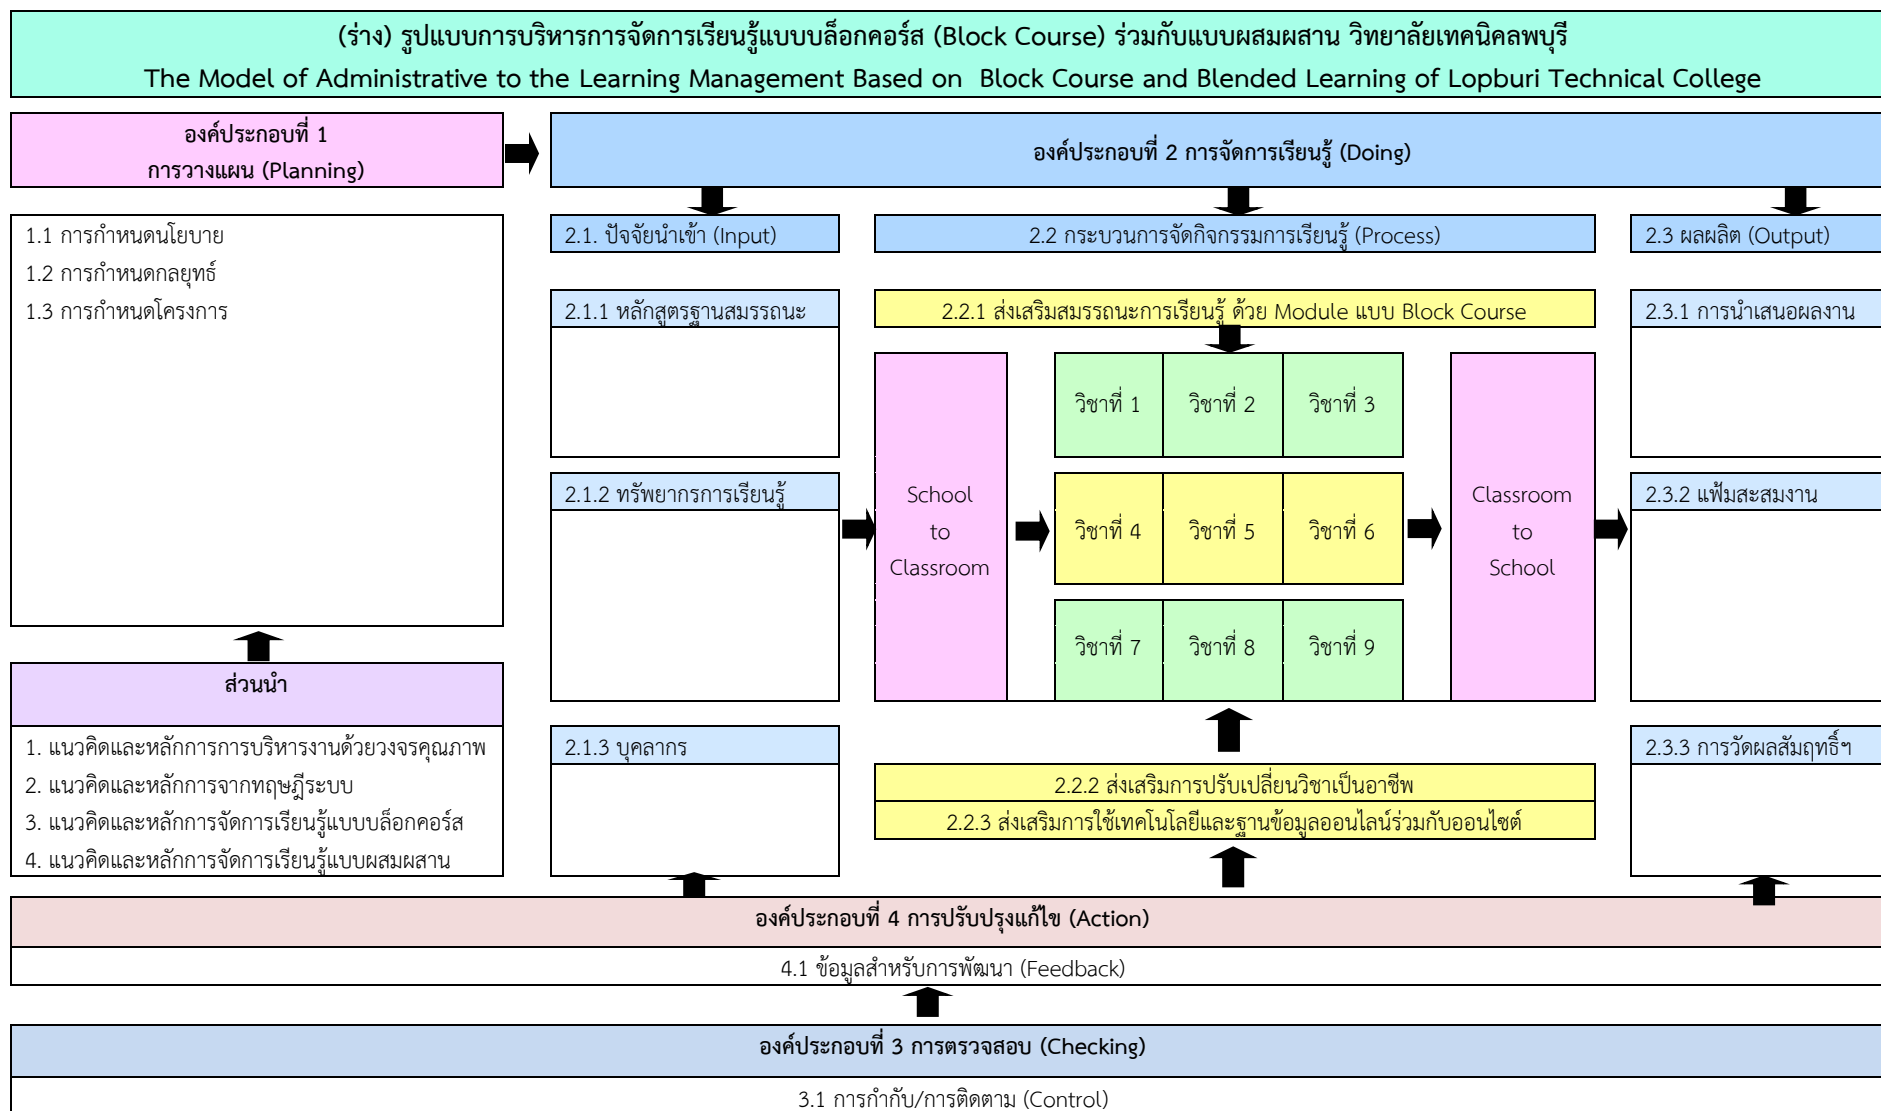 (ร่าง) รูปแบบการบริหารการจัดการเรียนรู้แบบบล็อกคอร์ส (Block Course) ร่วมกับแบบผสมผสาน วิทยาลัยเทคนิคลพบุรี
The Model of Administrative to the Learning Management Based on Block Course and Blended Learning of Lopburi Technical College
องค์ประกอบที่ 1
การวางแผน (Planning)
องค์ประกอบที่ 2 การจัดการเรียนรู้ (Doing)
1.1 การกำหนดนโยบาย
1.2 การกำหนดกลยุทธ์
1.3 การกำหนดโครงการ
ส่วนนำ
1. แนวคิดและหลักการการบริหารงานด้วยวงจรคุณภาพ
2. แนวคิดและหลักการจากทฤษฎีระบบ
3. แนวคิดและหลักการจัดการเรียนรู้แบบบล็อกคอร์ส
4. แนวคิดและหลักการจัดการเรียนรู้แบบผสมผสาน
2.1. ปัจจัยนำเข้า (Input)
2.1.1 หลักสูตรฐานสมรรถนะ
2.1.2 ทรัพยากรการเรียนรู้
2.1.3 บุคลากร
2.2 กระบวนการจัดกิจกรรมการเรียนรู้ (Process)
2.2.1 ส่งเสริมสมรรถนะการเรียนรู้ ด้วย Module แบบ Block Course
School
to
Classroom
วิชาที่ 1 วิชาที่ 2 วิชาที่ 3
วิชาที่ 4 วิชาที่ 5 วิชาที่ 6
วิชาที่ 7 วิชาที่ 8 วิชาที่ 9
Classroom
to
School
2.2.2 ส่งเสริมการปรับเปลี่ยนวิชาเป็นอาชีพ
2.2.3 ส่งเสริมการใช้เทคโนโลยีและฐานข้อมูลออนไลน์ร่วมกับออนไซต์
2.3 ผลผลิต (Output)
2.3.1 การนำเสนอผลงาน
2.3.2 แฟ้มสะสมงาน
2.3.3 การวัดผลสัมฤทธิ์ฯ
องค์ประกอบที่ 4 การปรับปรุงแก้ไข (Action)
4.1 ข้อมูลสำหรับการพัฒนา (Feedback)
องค์ประกอบที่ 3 การตรวจสอบ (Checking)
3.1 การกำกับ/การติดตาม (Control)